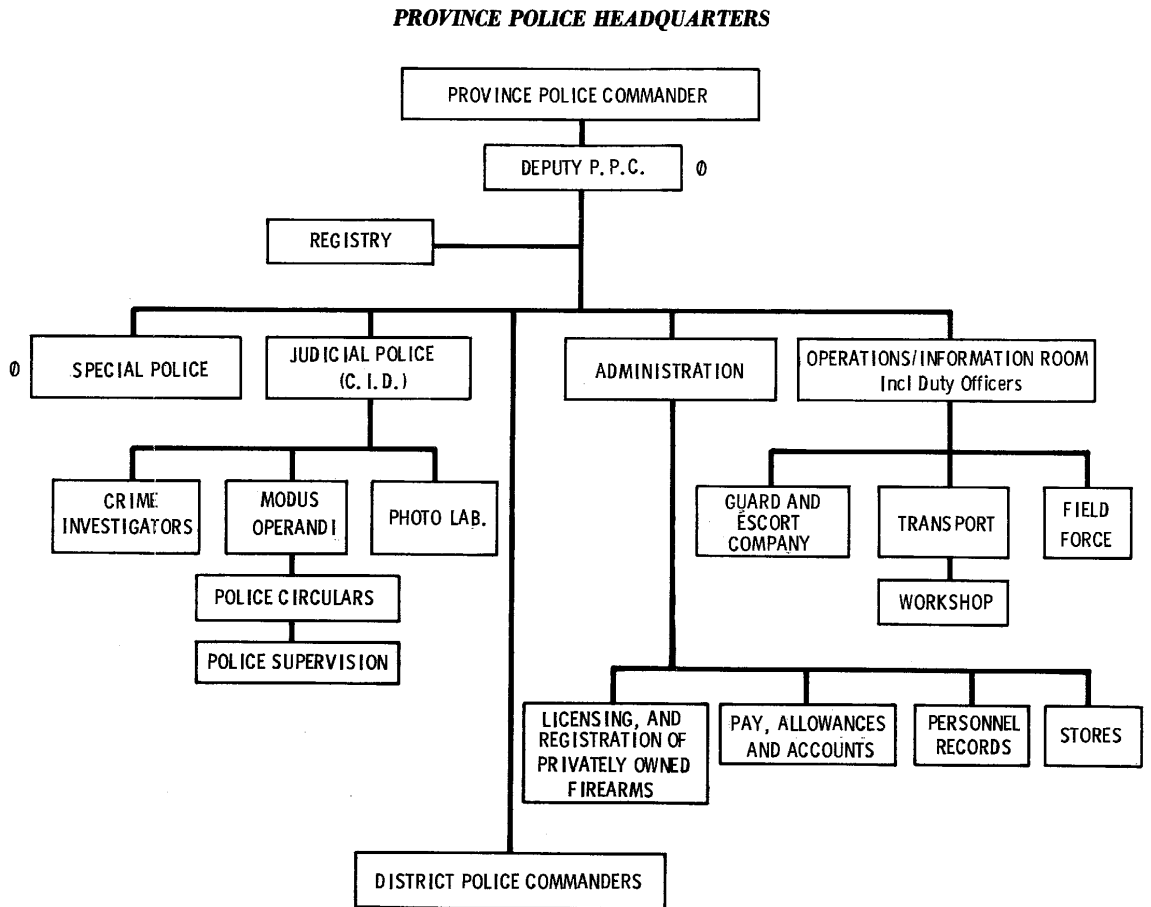 PROVINCE POLICE HEADQUARTERS
PROVINCE POLICE COMMANDER
DEPUTY P. P. C.
Ø
REGISTRY
Ø
SPECIAL POLICE
JUDICIAL POLICE
(C. I. D.)
ADMINISTRATION
OPERATIONS/INFORMATION ROOM
Incl Duty Officers
CRIME
INVESTIGATORS
MODUS
OPERANDI
PHOTO LAB.
GUARD AND
ESCORT
COMPANY
TRANSPORT
FIELD
FORCE
POLICE CIRCULARS
WORKSHOP
POLICE SUPERVISION
LICENSING, AND
REGISTRATION OF
PRIVATELY OWNED
FIREARMS
PAY, ALLOWANCES
AND ACCOUNTS
PERSONNEL
RECORDS
STORES
DISTRICT POLICE COMMANDERS